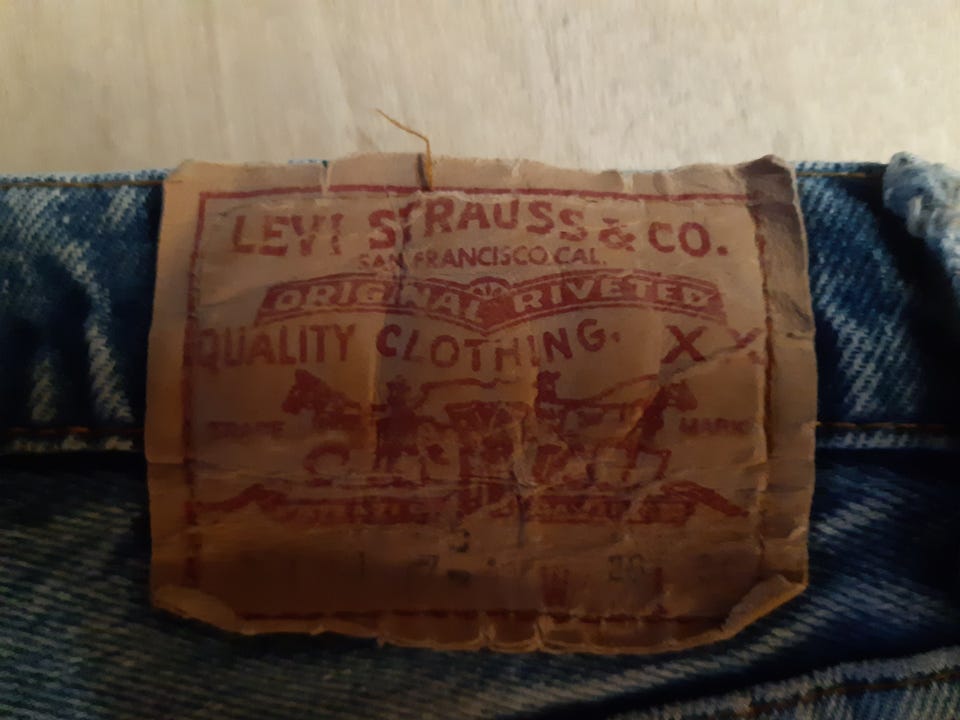 LEVI STRAUSS & CO.
SAN FRANCISCO CAL.
ORIGINAL RIVETED
QUALITY CLOTHING. XX
TRADE MARK
W